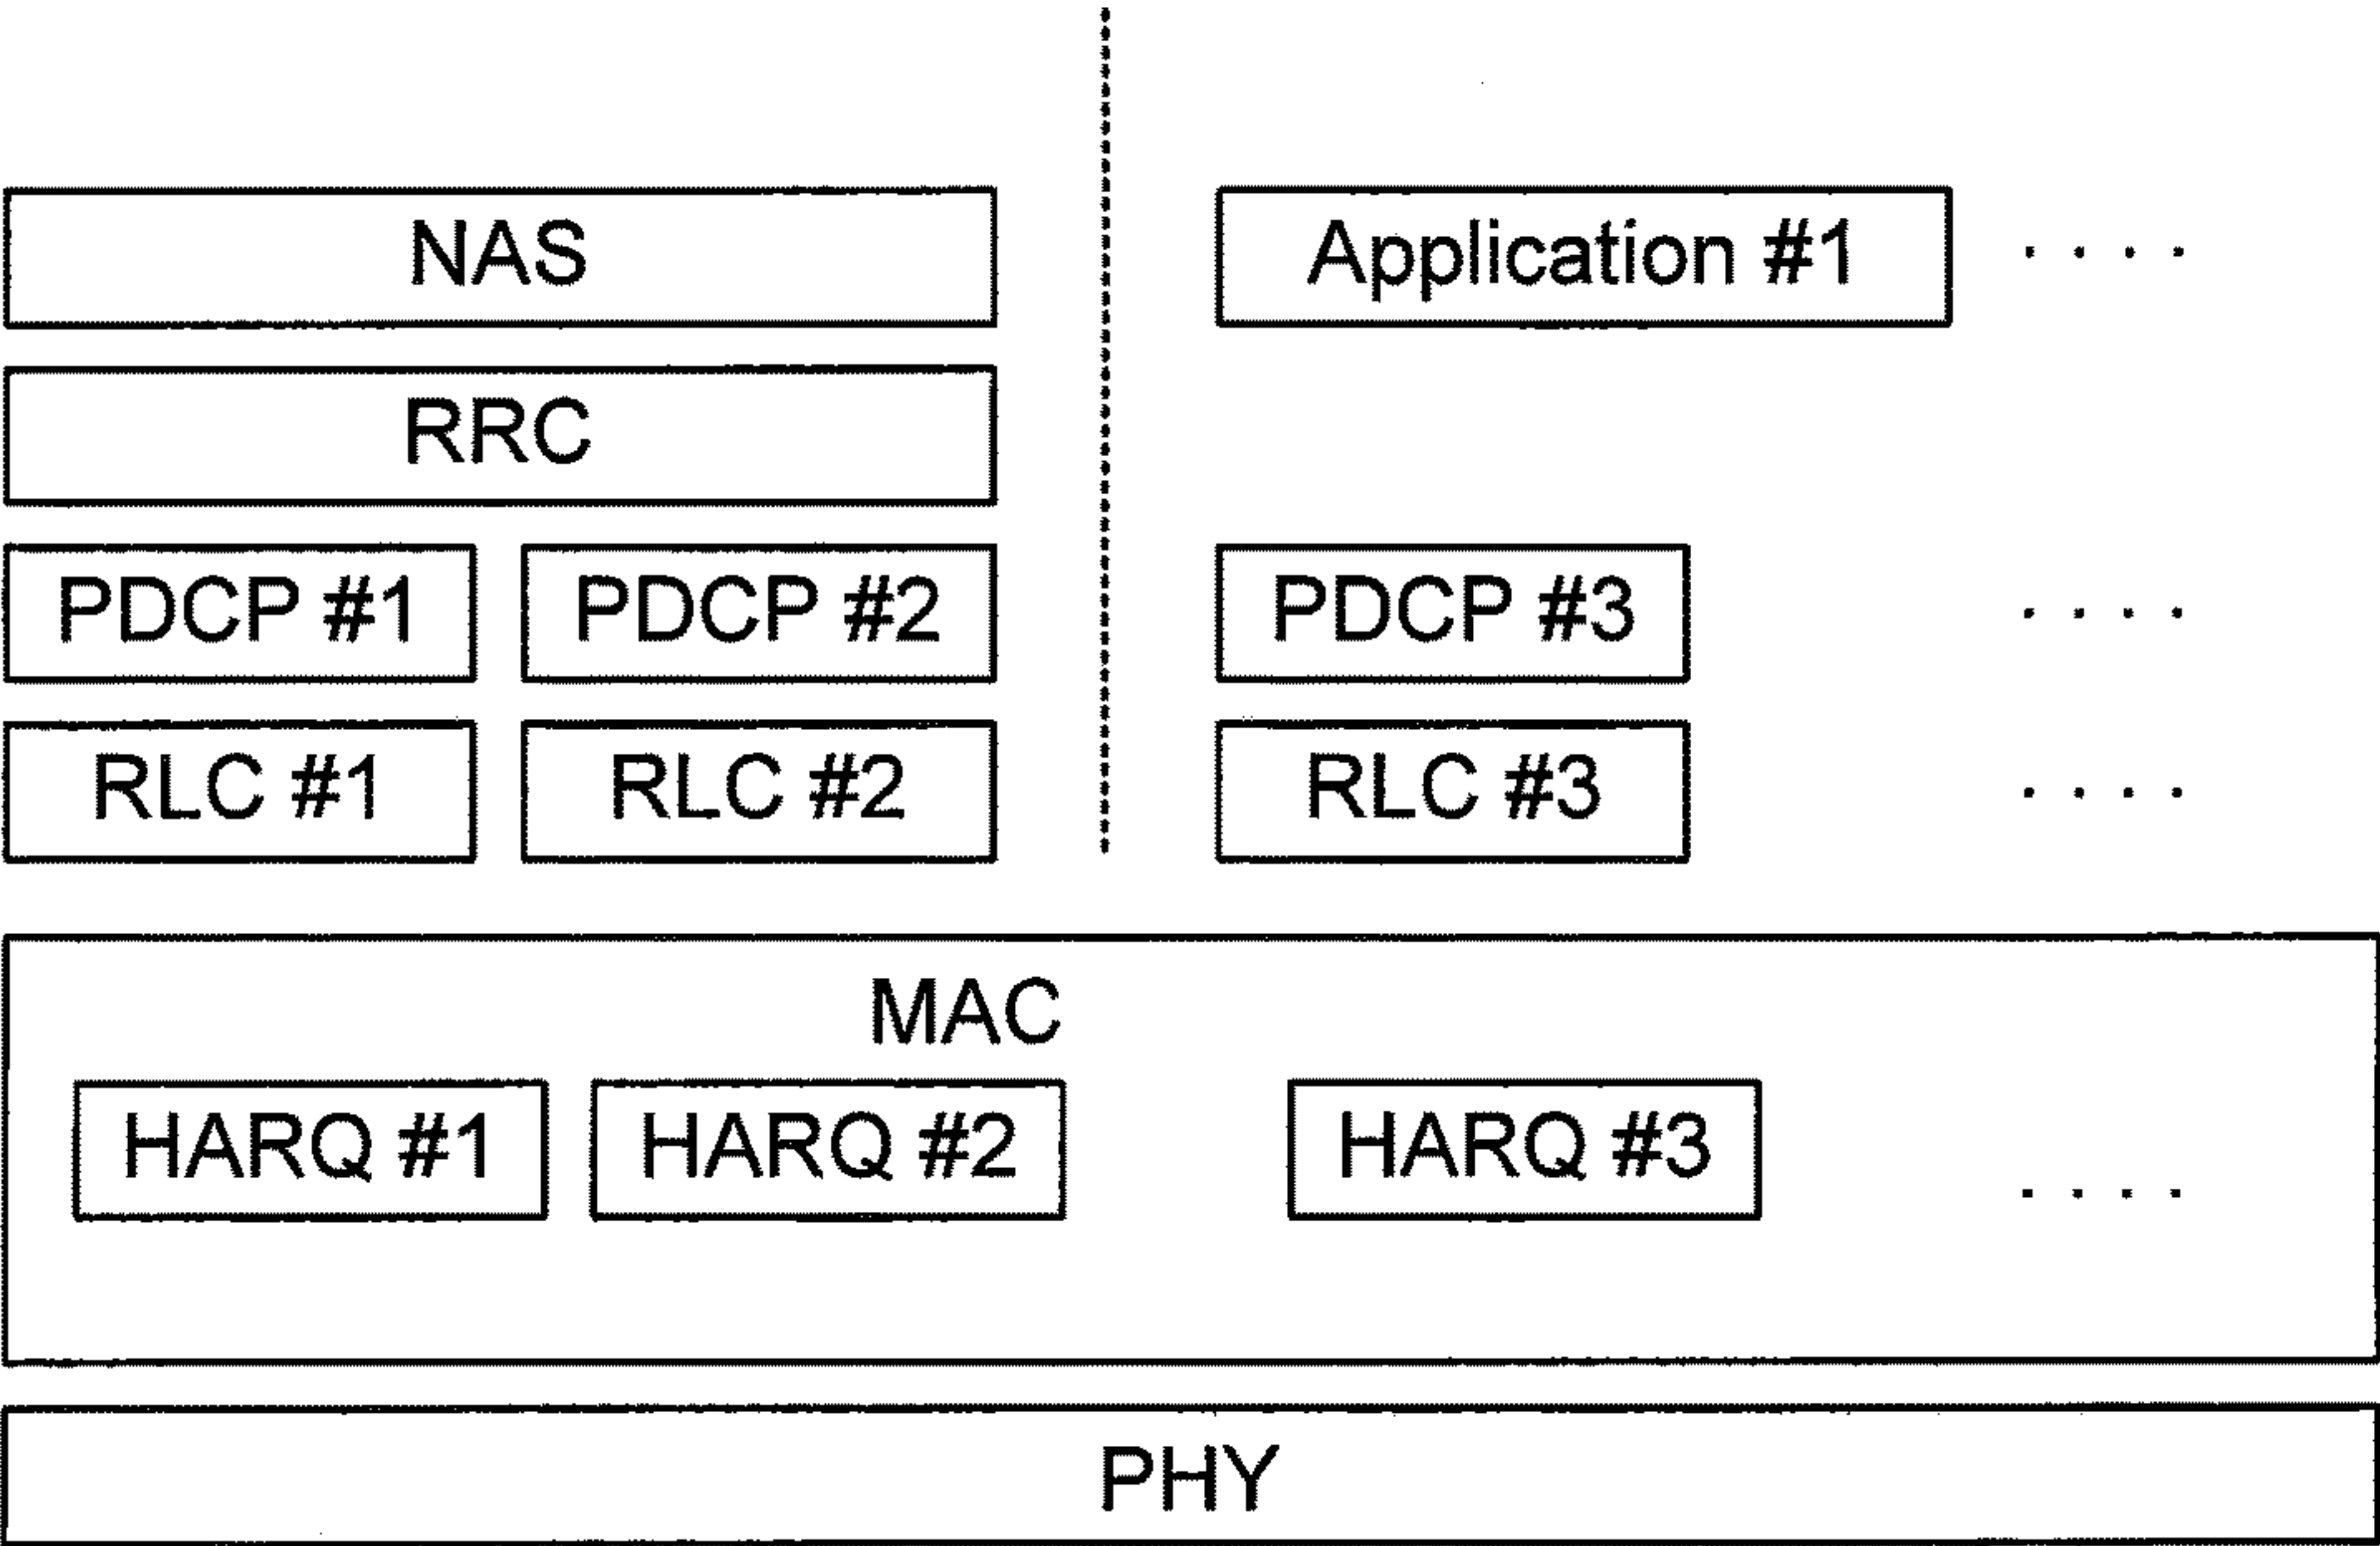 NAS
Application #1 . . . .
RRC
PDCP #1 PDCP #2 PDCP #3 . . . .
RLC #1 RLC #2 RLC #3 . . . .
MAC
HARQ #1 HARQ #2 HARQ #3 . . . .
PHY